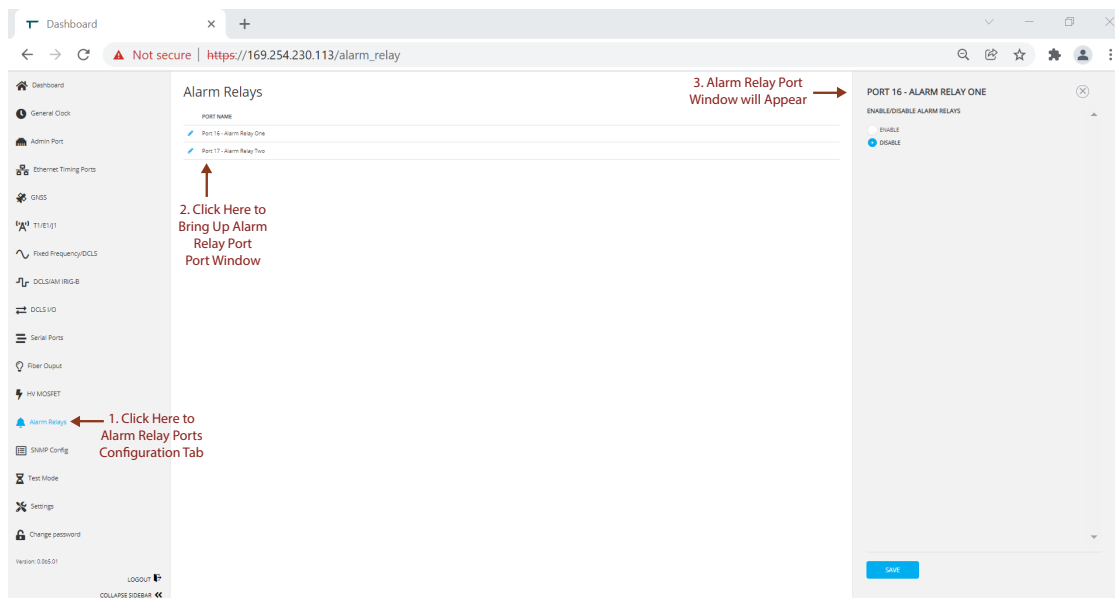 Dashboard
Not secure | https://169.254.230.113/alarm_relay
Dashboard
General Clock
Admin Port
Ethernet Timing Ports
GNSS
T1/E1/J1
Fixed Frequency/DCLS
DCLS/AM IRIG-B
DCLS I/O
Serial Ports
Fiber Ouput
HV MOSFET
Alarm Relays
SNMP Config
Test Mode
Settings
Change password
Version: 0.0b5.01
LOGOUT
COLLAPSE SIDEBAR
1. Click Here to
Alarm Relay Ports
Configuration Tab
Alarm Relays
PORT NAME
Port 16 - Alarm Relay One
Port 17 - Alarm Relay Two
2. Click Here to
Bring Up Alarm
Relay Port
Port Window
3. Alarm Relay Port
Window will Appear
PORT 16 - ALARM RELAY ONE
ENABLE/DISABLE ALARM RELAYS
ENABLE
DISABLE
SAVE